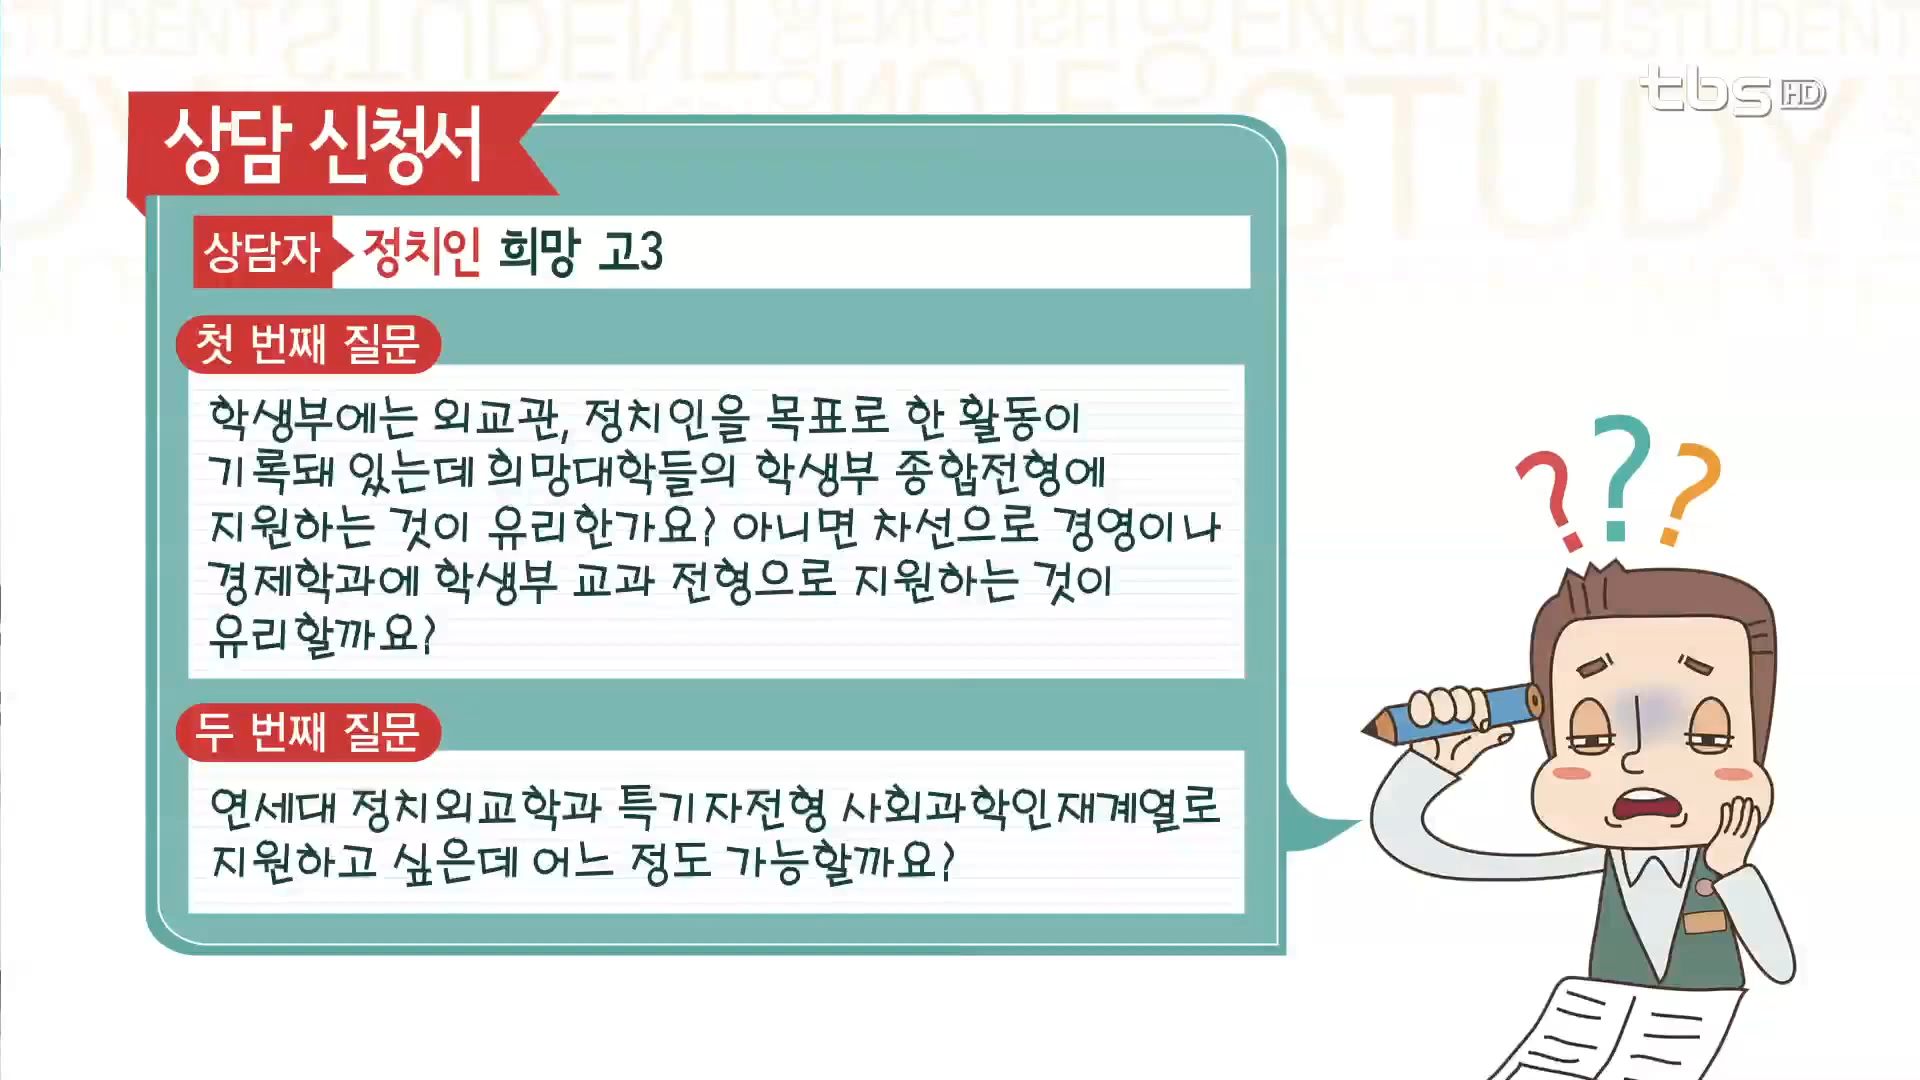 STUDENT STUDENT ENGLISH ENGLISH STUDENT
NOTE STUDY
tbs HD
상담 신청서
상담자 정치인 희망 고3
첫 번째 질문
학생부에는 외교관, 정치인을 목표로 한 활동이
기록돼 있는데 희망대학들의 학생부 종합전형에
지원하는 것이 유리한가요? 아니면 차선으로 경영이나
경제학과에 학생부 교과 전형으로 지원하는 것이
유리할까요?
두 번째 질문
연세대 정치외교학과 특기자전형 사회과학인재계열로
지원하고 싶은데 어느 정도 가능할까요?
???